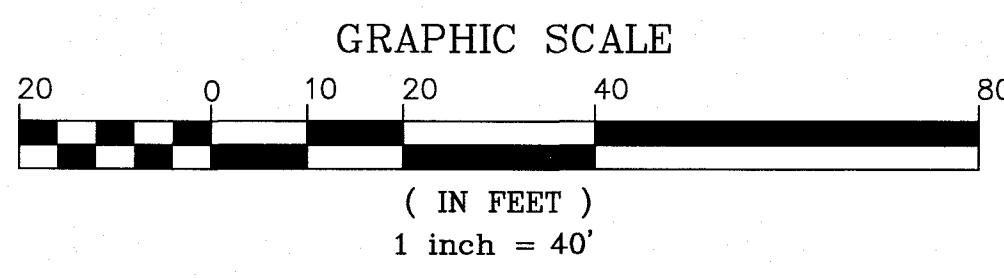 GRAPHIC SCALE
20 0 10 20 40 80
( IN FEET )
1 inch = 40'